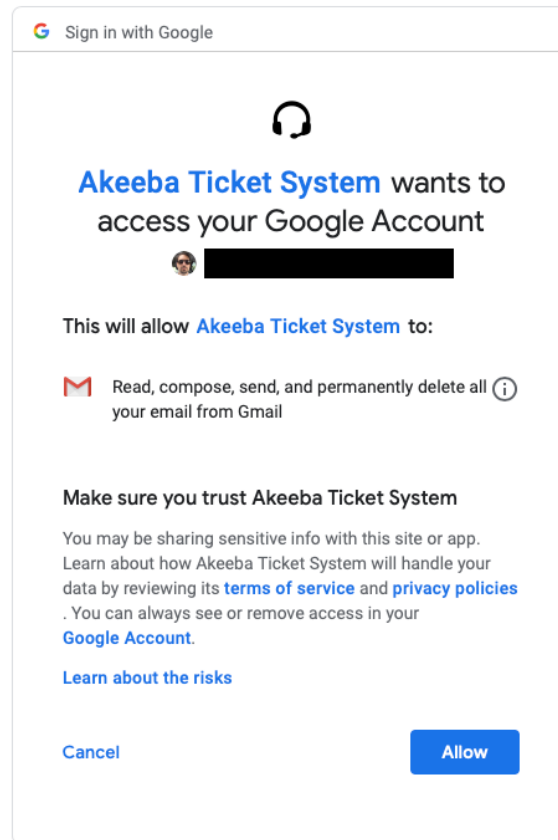 Sign in with Google
Akeeba Ticket System wants to
access your Google Account
This will allow Akeeba Ticket System to:
Read, compose, send, and permanently delete all
your email from Gmail
Make sure you trust Akeeba Ticket System
You may be sharing sensitive info with this site or app.
Learn about how Akeeba Ticket System will handle your
data by reviewing its terms of service and privacy policies
. You can always see or remove access in your
Google Account.
Learn about the risks
Cancel
Allow